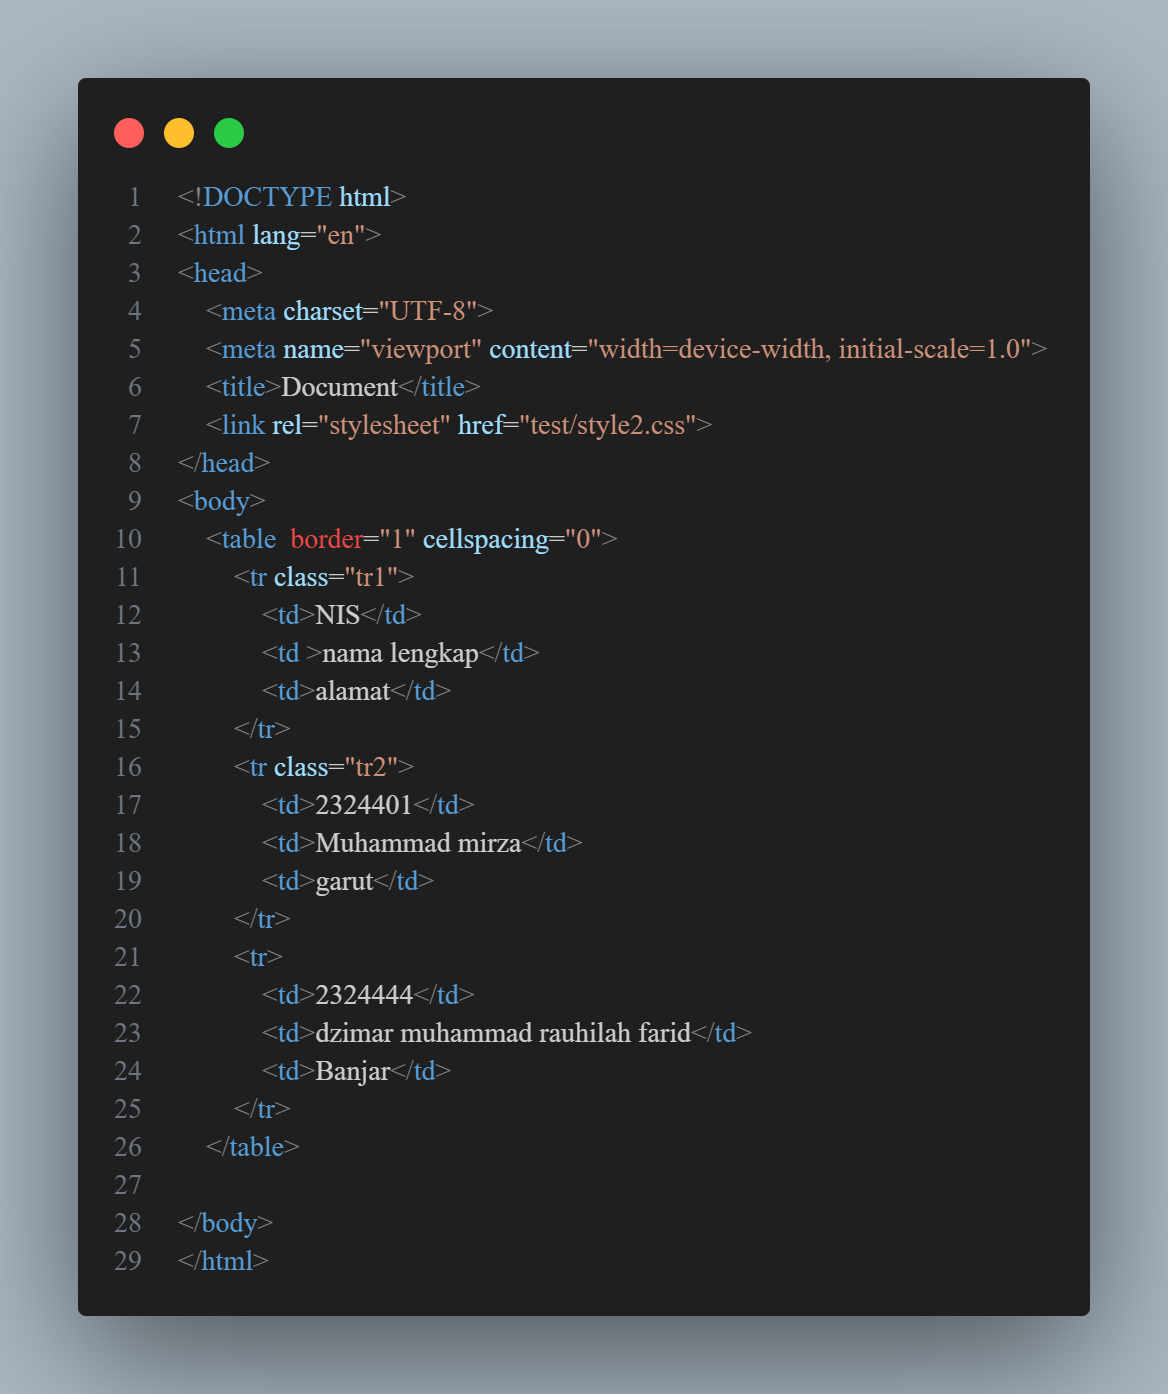 1 <!DOCTYPE html>
2 <html lang="en">
3 <head>
4     <meta charset="UTF-8">
5     <meta name="viewport" content="width=device-width, initial-scale=1.0">
6     <title>Document</title>
7     <link rel="stylesheet" href="test/style2.css">
8 </head>
9 <body>
10     <table  border="1" cellspacing="0">
11         <tr class="tr1">
12             <td>NIS</td>
13             <td >nama lengkap</td>
14             <td>alamat</td>
15         </tr>
16         <tr class="tr2">
17             <td>2324401</td>
18             <td>Muhammad mirza</td>
19             <td>garut</td>
20         </tr>
21         <tr>
22             <td>2324444</td>
23             <td>dzimar muhammad rauhilah farid</td>
24             <td>Banjar</td>
25         </tr>
26     </table>
27
28 </body>
29 </html>